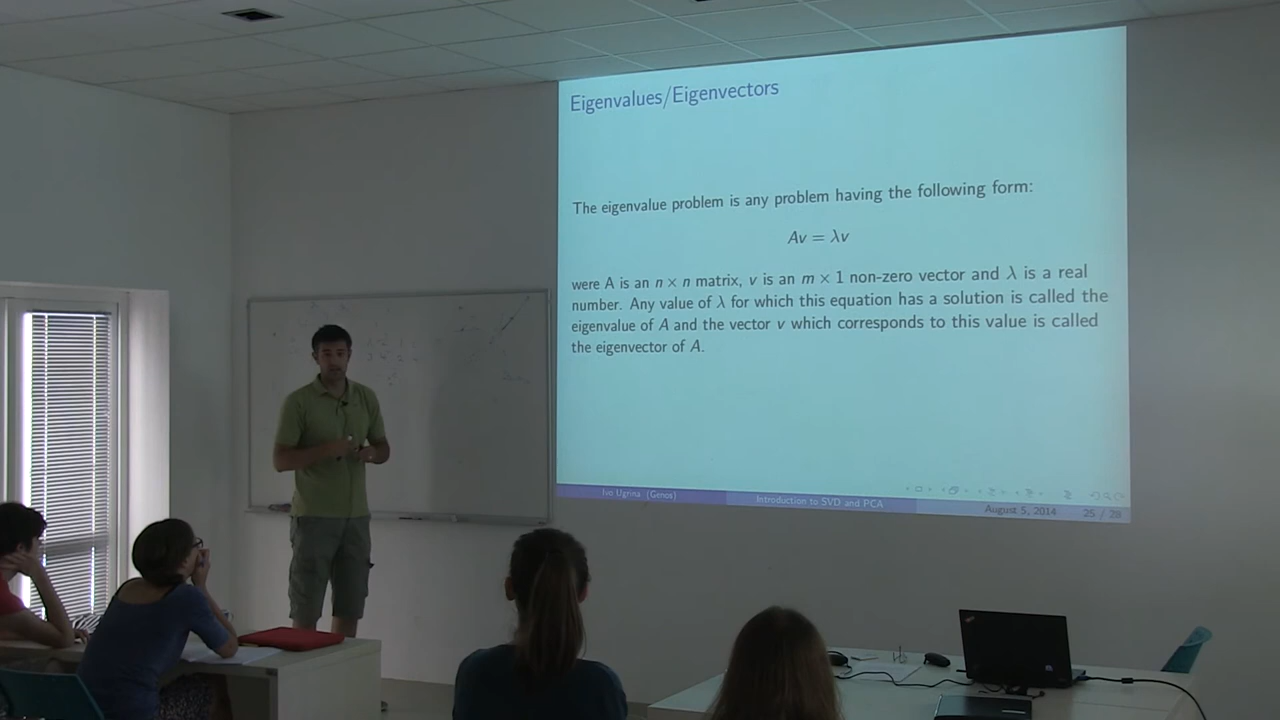 Eigenvalues/Eigenvectors
The eigenvalue problem is any problem having the following form:
Av = λv
were A is an n × n matrix, v is an m × 1 non-zero vector and λ is a real
number. Any value of λ for which this equation has a solution is called the
eigenvalue of A and the vector v which corresponds to this value is called
the eigenvector of A.
Ivo Ugrina (Genos) Introduction to SVD and PCA August 5, 2014 25 / 28